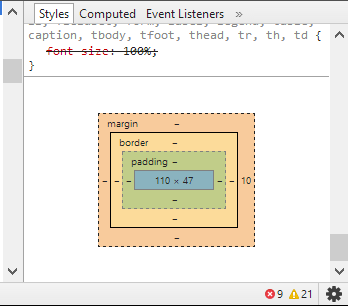 Styles Computed Event Listeners »
caption, tbody, tfoot, thead, tr, th, td {
font-size: 100%;
}
margin –
border –
padding –
– – – 110 × 47 – – 10
–
–
–
9 21